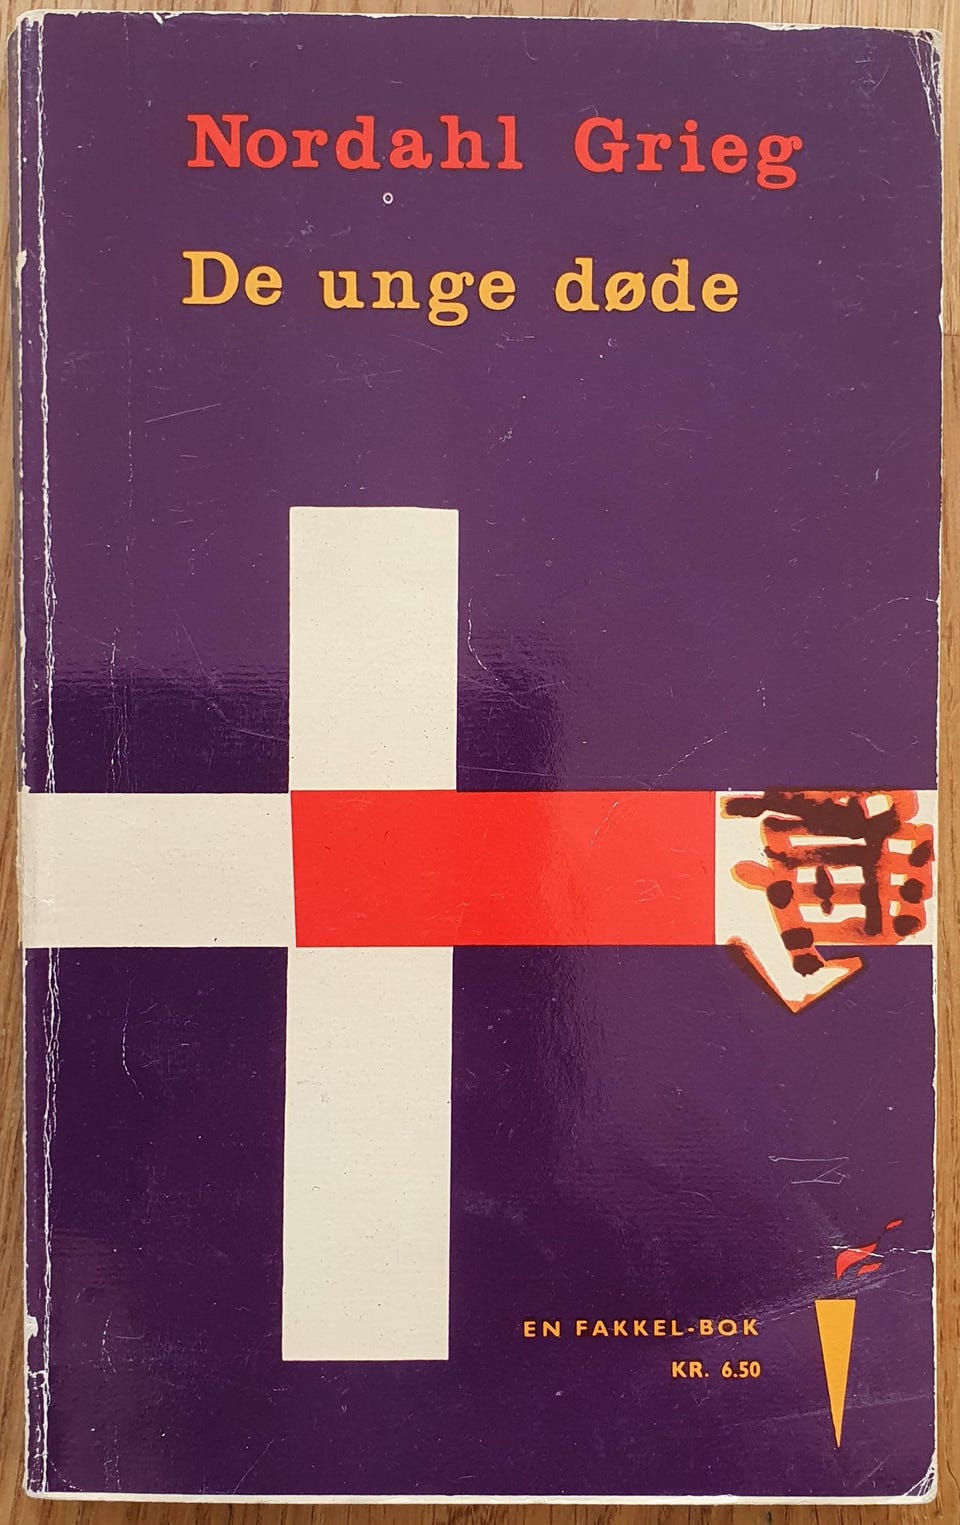 Nordahl Grieg
De unge døde
EN FAKKEL-BOK
KR. 6.50